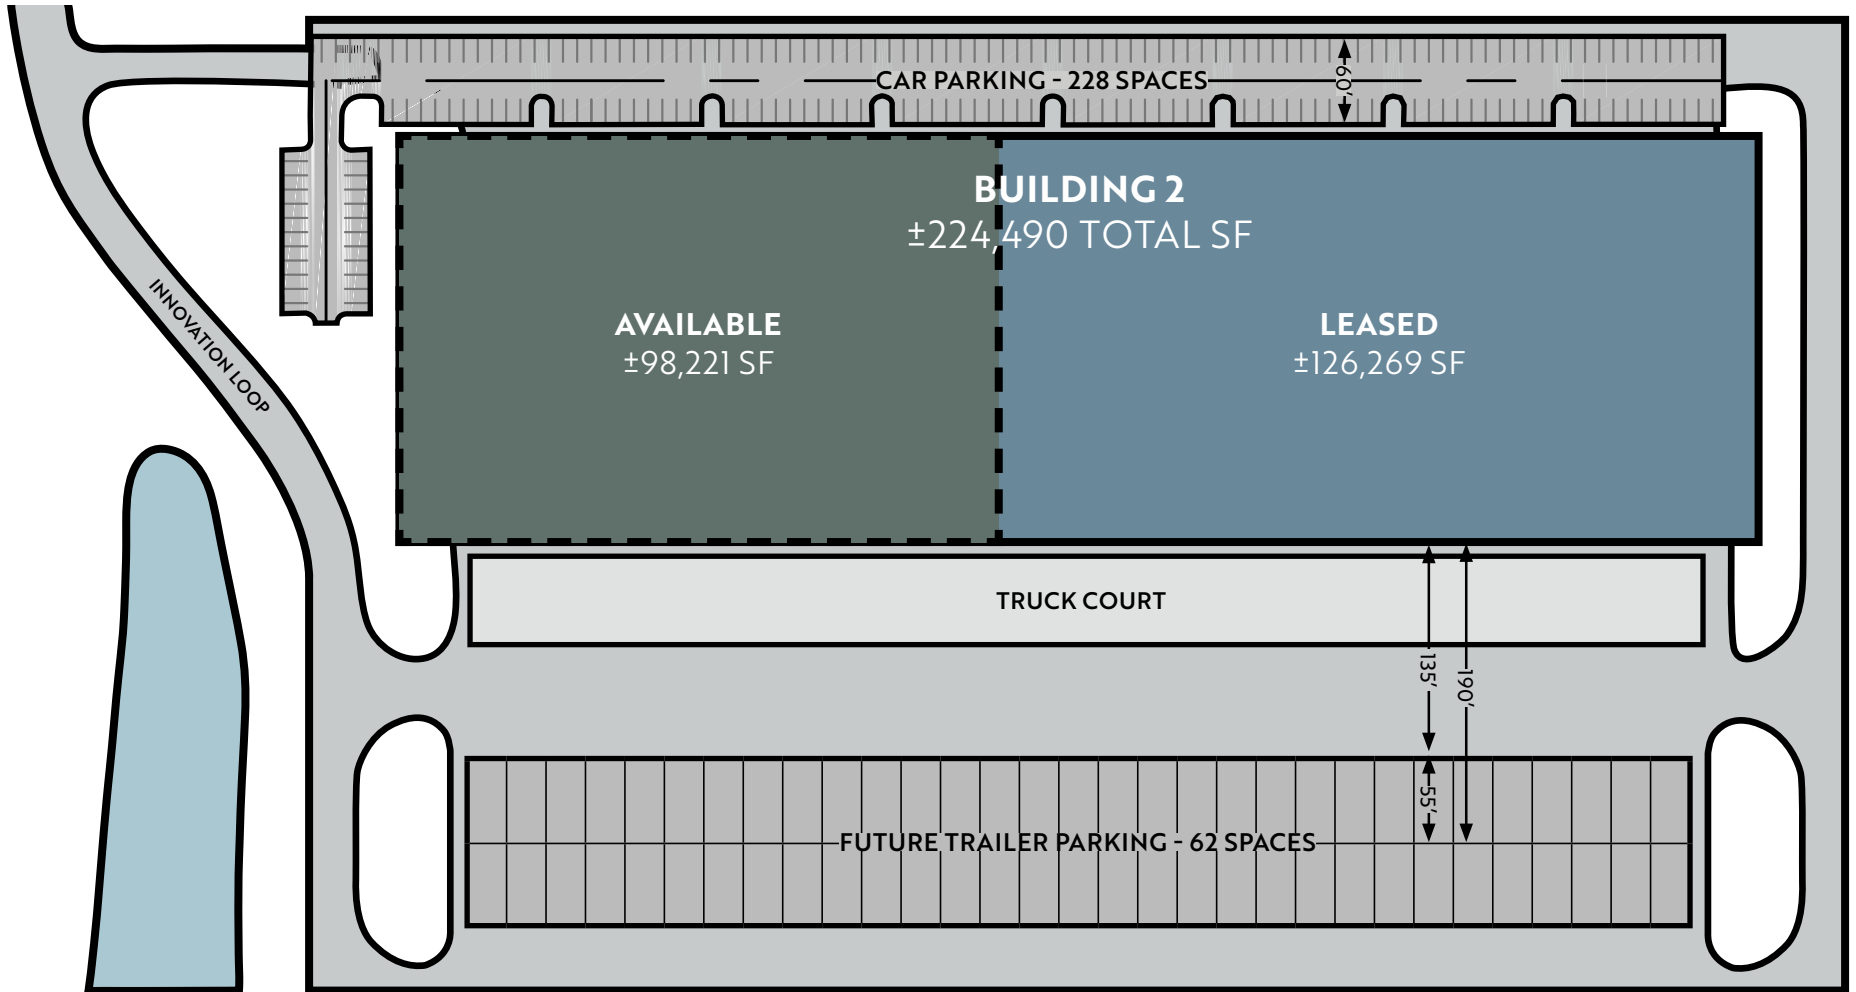 CAR PARKING - 228 SPACES
60'
BUILDING 2
±224,490 TOTAL SF
AVAILABLE
±98,221 SF
LEASED
±126,269 SF
INNOVATION LOOP
TRUCK COURT
135'
190'
55'
FUTURE TRAILER PARKING - 62 SPACES